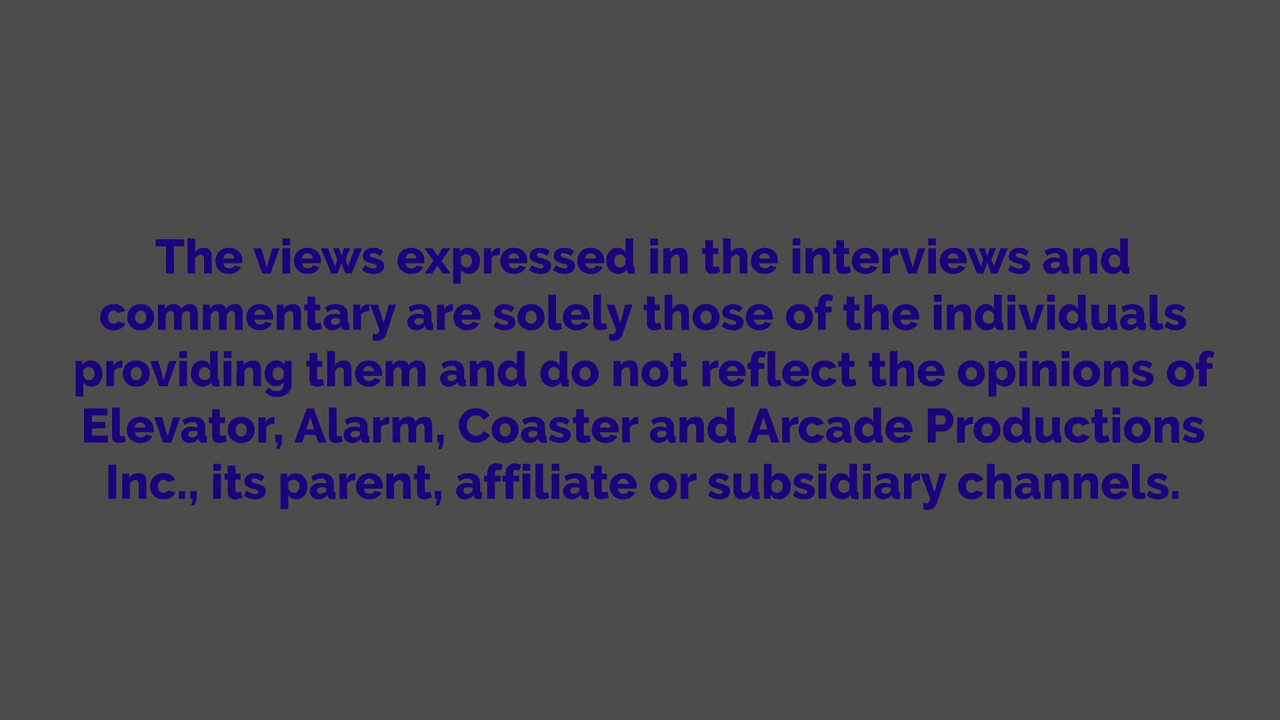 The views expressed in the interviews and
commentary are solely those of the individuals
providing them and do not reflect the opinions of
Elevator, Alarm, Coaster and Arcade Productions
Inc., its parent, affiliate or subsidiary channels.